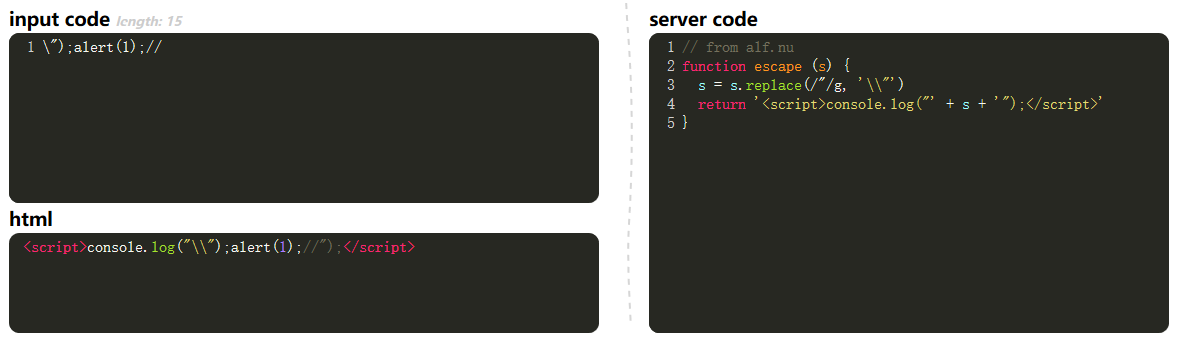 input code length: 15
1 \");alert(1);//
html
<script>console.log("\\");alert(1);//");</script>
server code
1 // from alf.nu
2 function escape (s) {
3 s = s.replace(/"/g, '\\"')
4 return '<script>console.log("' + s + '");</script>'
5 }